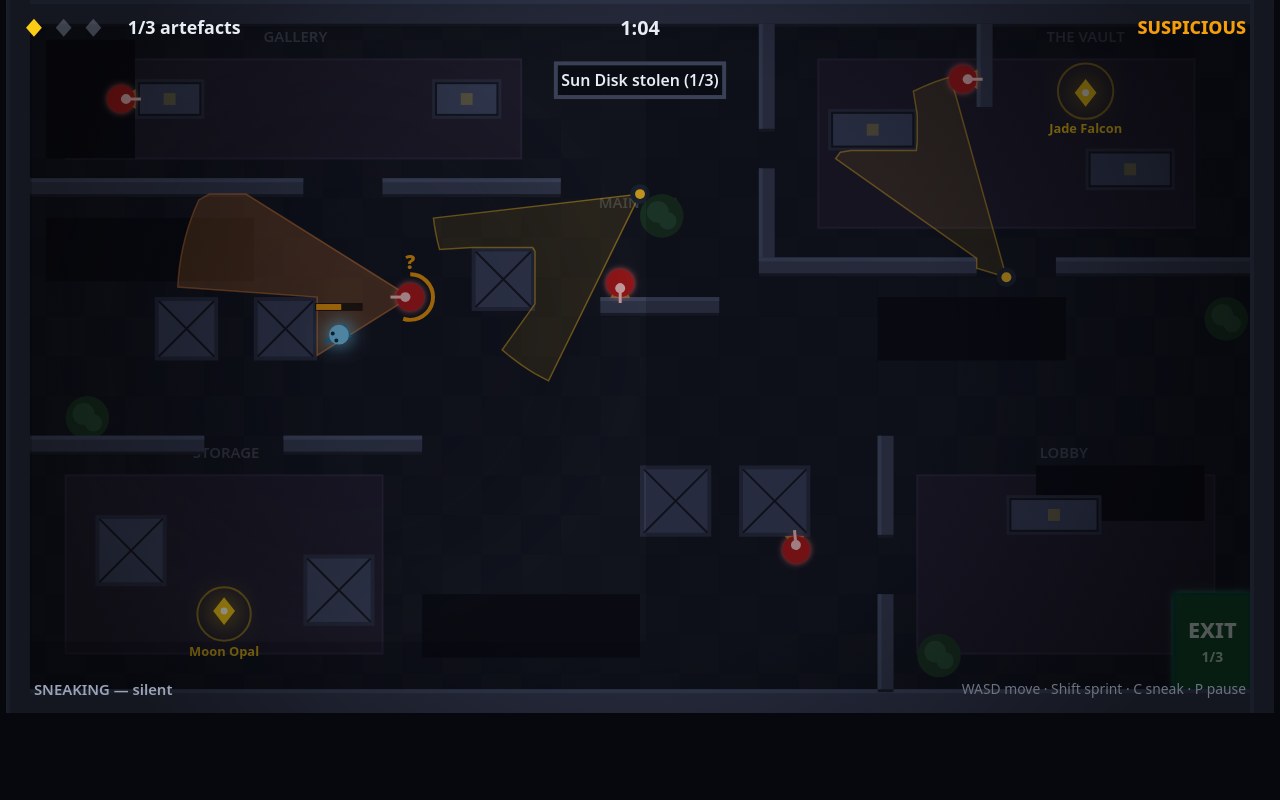 1/3 artefacts
1:04
SUSPICIOUS
GALLERY
THE VAULT
Sun Disk stolen (1/3)
Jade Falcon
MAIN
?
STORAGE
LOBBY
Moon Opal
EXIT
1/3
SNEAKING — silent
WASD move · Shift sprint · C sneak · P pause